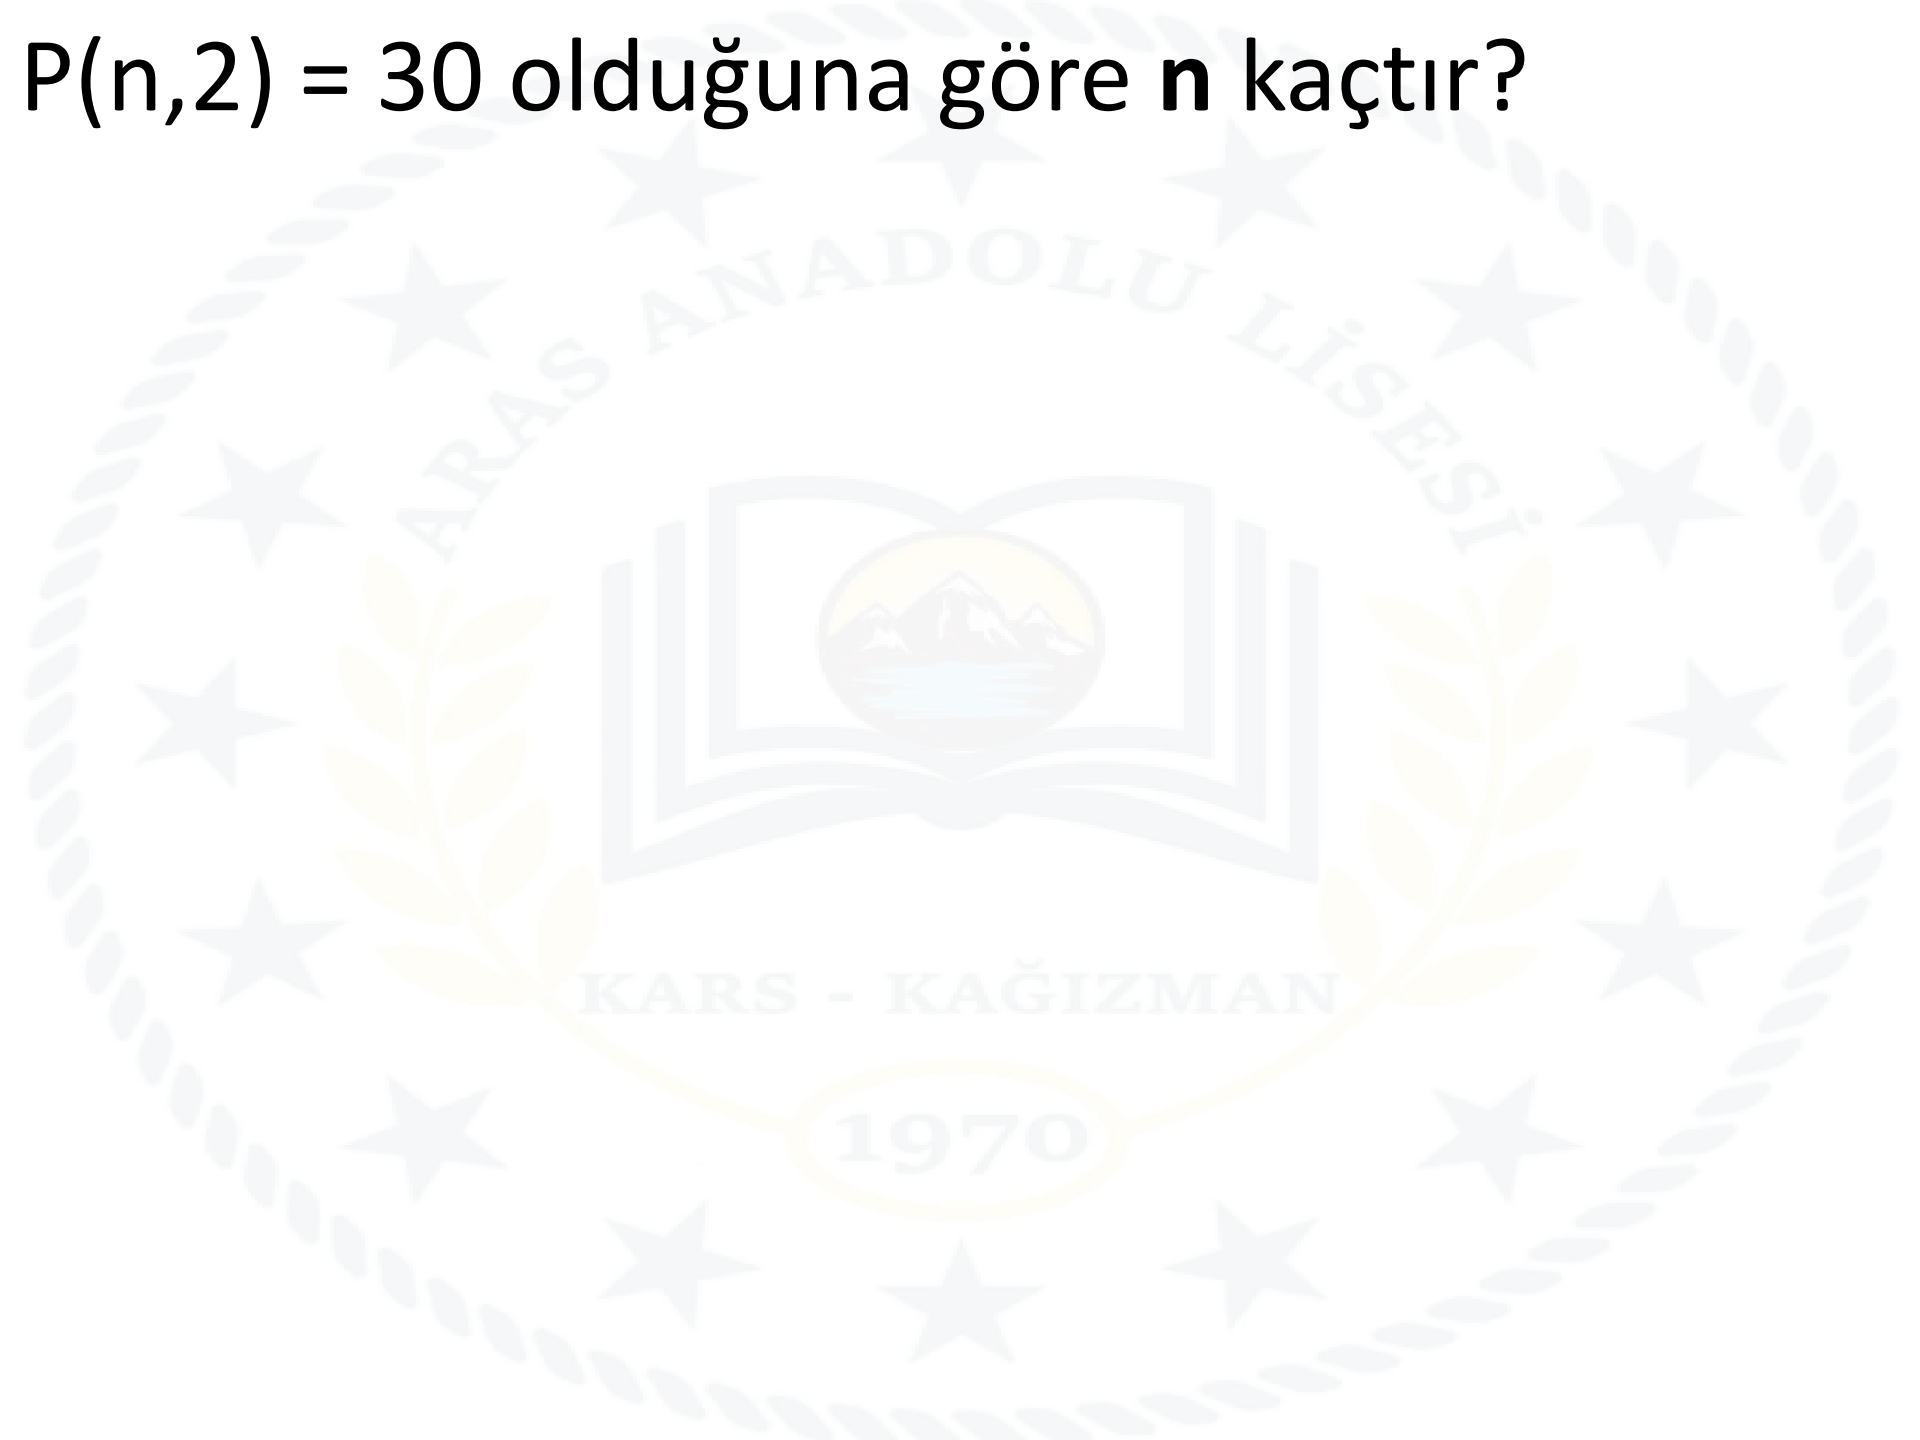 P(n,2) = 30 olduğuna göre n kaçtır?
ARAS ANADOLU LİSESİ
KARS - KAĞIZMAN
1970